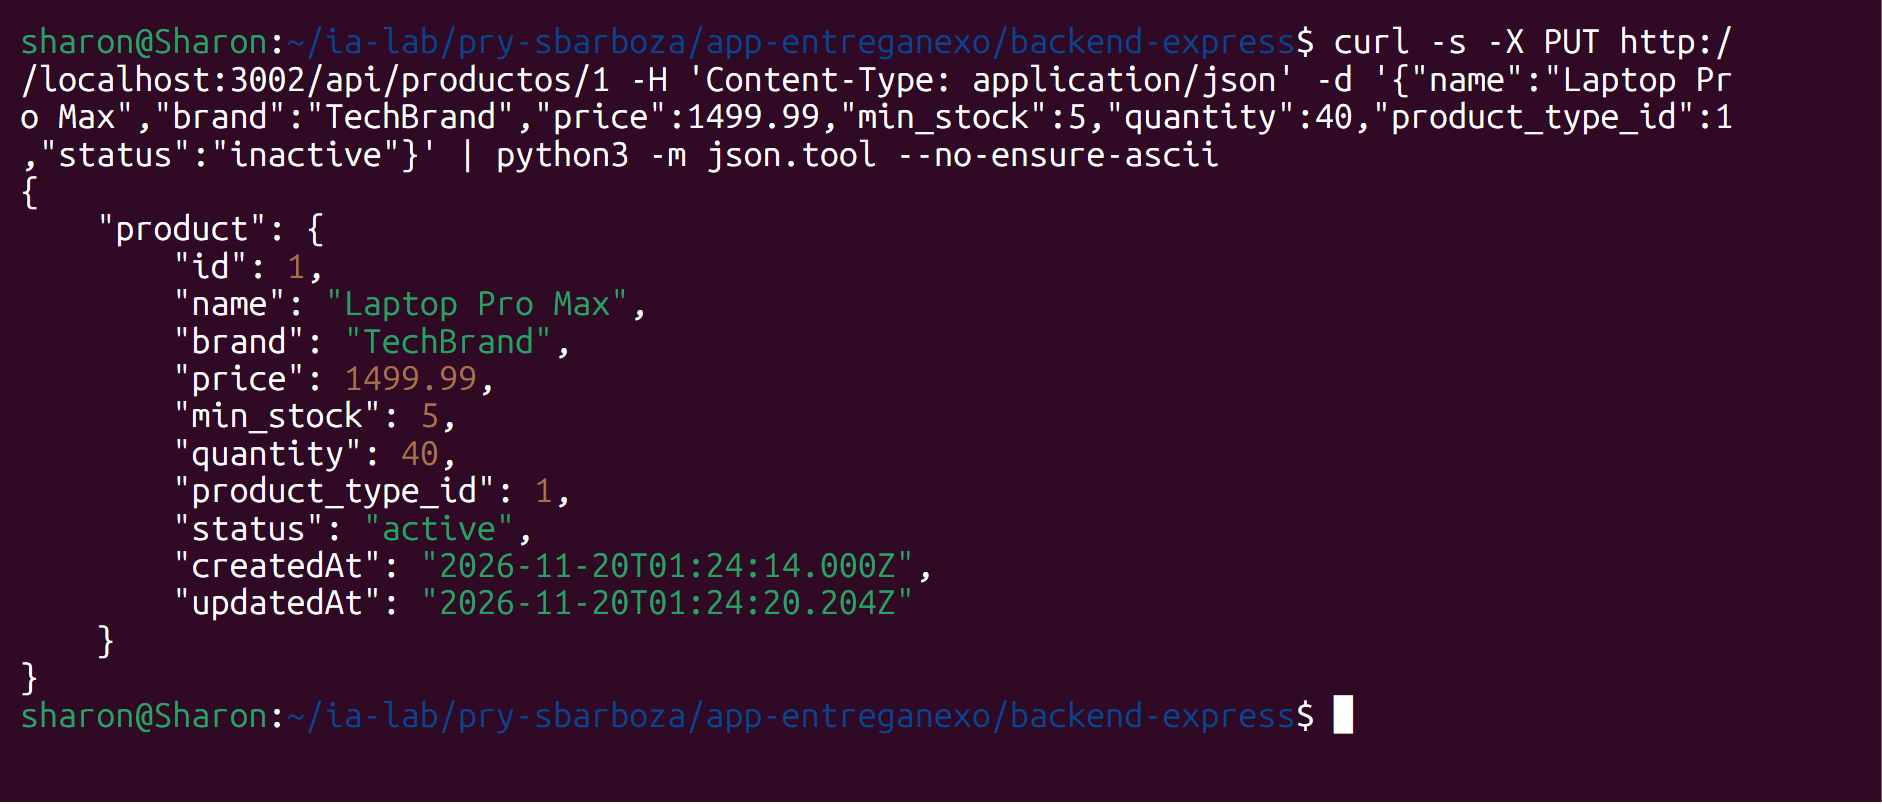 sharon@Sharon:~/ia-lab/pry-sbarboza/app-entreganexo/backend-express$ curl -s -X PUT http:/
/localhost:3002/api/productos/1 -H 'Content-Type: application/json' -d '{"name":"Laptop Pr
o Max","brand":"TechBrand","price":1499.99,"min_stock":5,"quantity":40,"product_type_id":1
,"status":"inactive"}' | python3 -m json.tool --no-ensure-ascii
{
    "product": {
        "id": 1,
        "name": "Laptop Pro Max",
        "brand": "TechBrand",
        "price": 1499.99,
        "min_stock": 5,
        "quantity": 40,
        "product_type_id": 1,
        "status": "active",
        "createdAt": "2026-11-20T01:24:14.000Z",
        "updatedAt": "2026-11-20T01:24:20.204Z"
    }
}
sharon@Sharon:~/ia-lab/pry-sbarboza/app-entreganexo/backend-express$